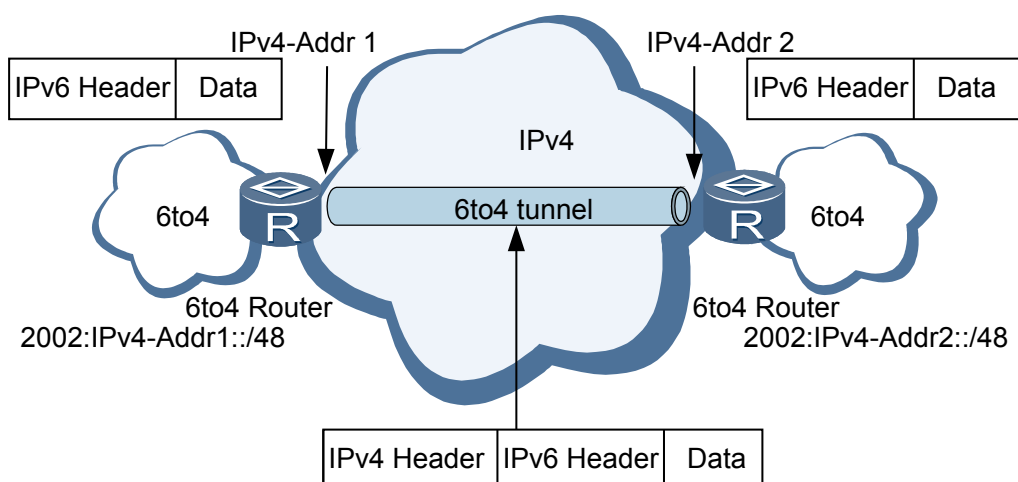 IPv4-Addr 1 IPv4-Addr 2
IPv6 Header Data IPv6 Header Data
IPv4
6to4 R 6to4 tunnel R 6to4
6to4 Router 6to4 Router
2002:IPv4-Addr1::/48 2002:IPv4-Addr2::/48
IPv4 Header IPv6 Header Data